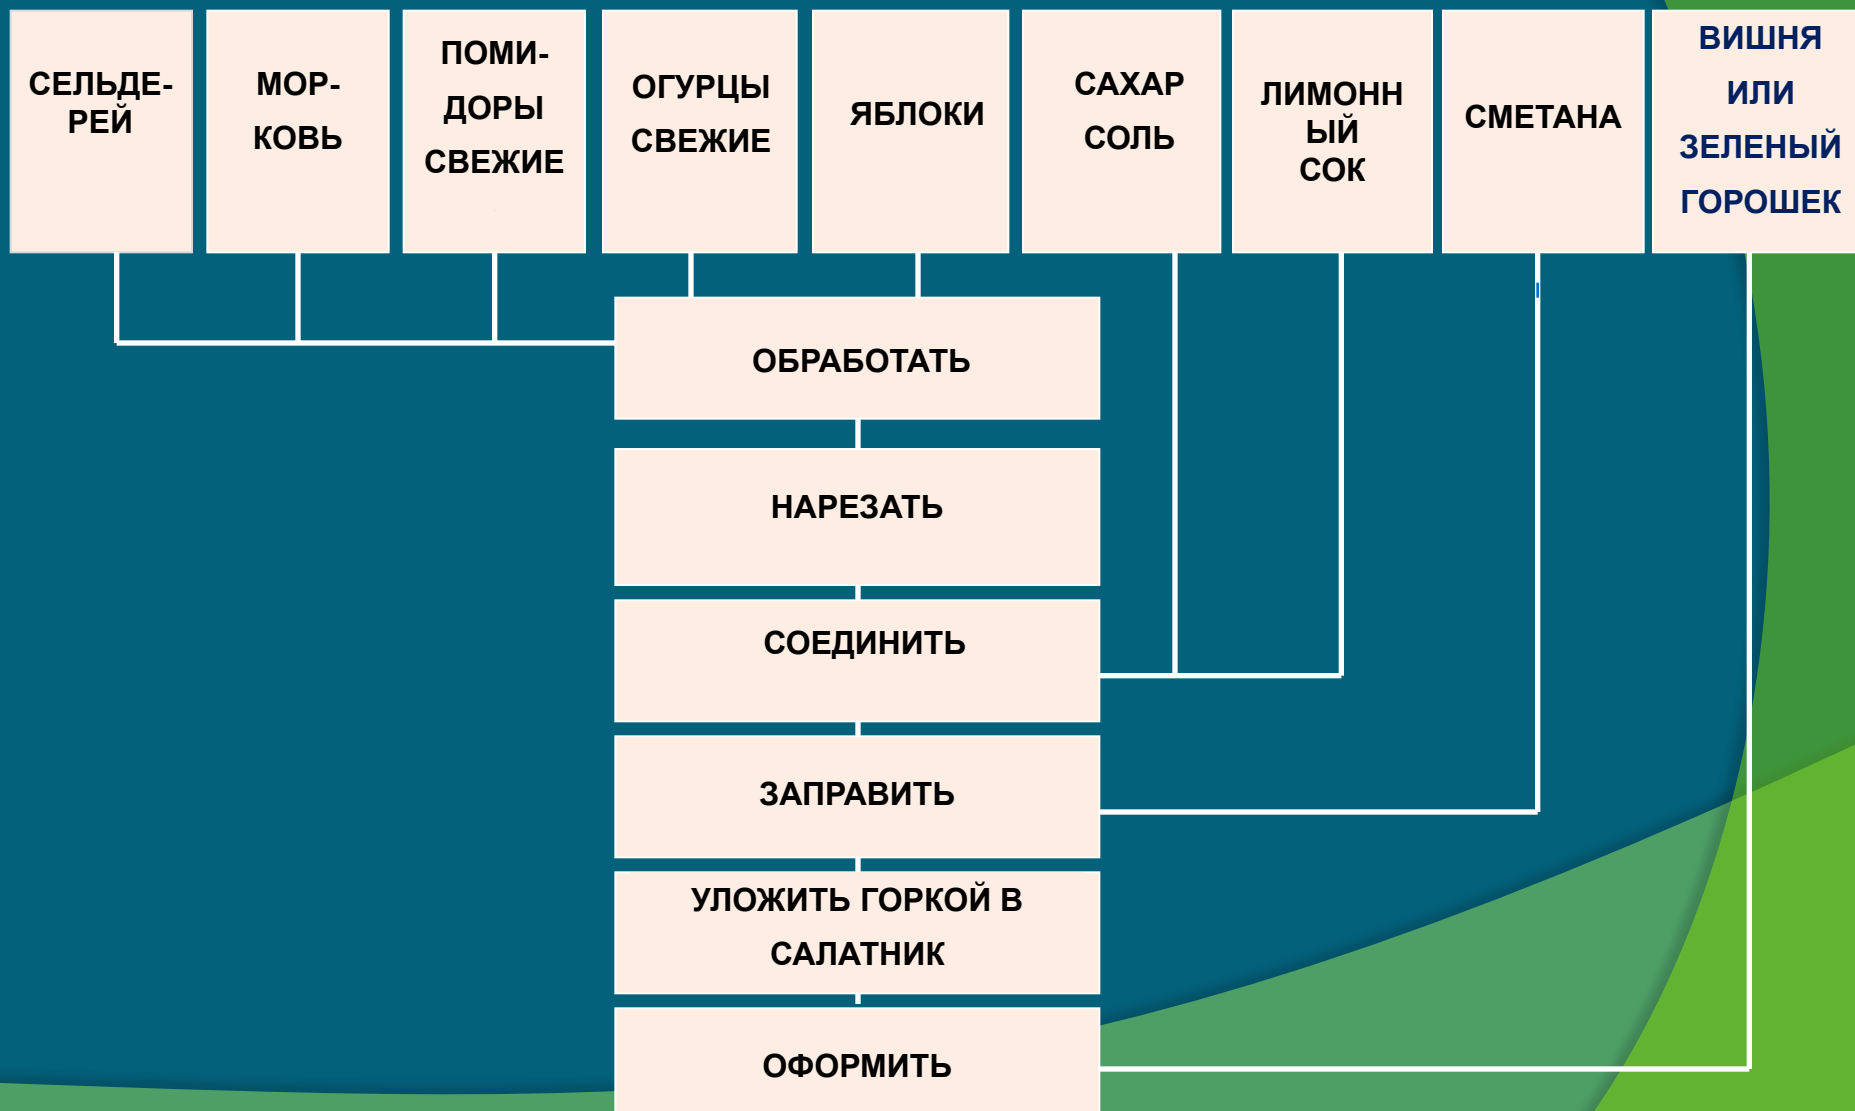 СЕЛЬДЕ-
РЕЙ
МОР-
КОВЬ
ПОМИ-
ДОРЫ
СВЕЖИЕ
ОГУРЦЫ
СВЕЖИЕ
ЯБЛОКИ
САХАР
СОЛЬ
ЛИМОНН
ЫЙ
СОК
СМЕТАНА
ВИШНЯ
ИЛИ
ЗЕЛЕНЫЙ
ГОРОШЕК
ОБРАБОТАТЬ
НАРЕЗАТЬ
СОЕДИНИТЬ
ЗАПРАВИТЬ
УЛОЖИТЬ ГОРКОЙ В
САЛАТНИК
ОФОРМИТЬ